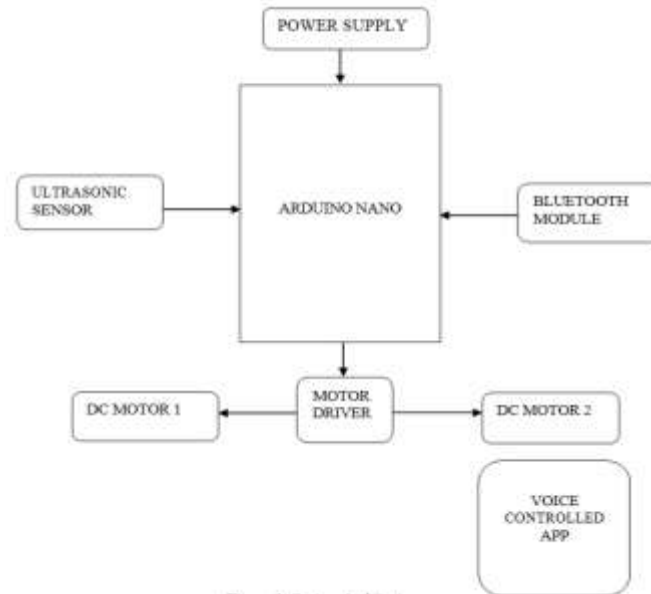 POWER SUPPLY
ULTRASONIC
SENSOR
ARDUINO NANO
BLUETOOTH
MODULE
DC MOTOR 1
MOTOR
DRIVER
DC MOTOR 2
VOICE
CONTROLLED
APP